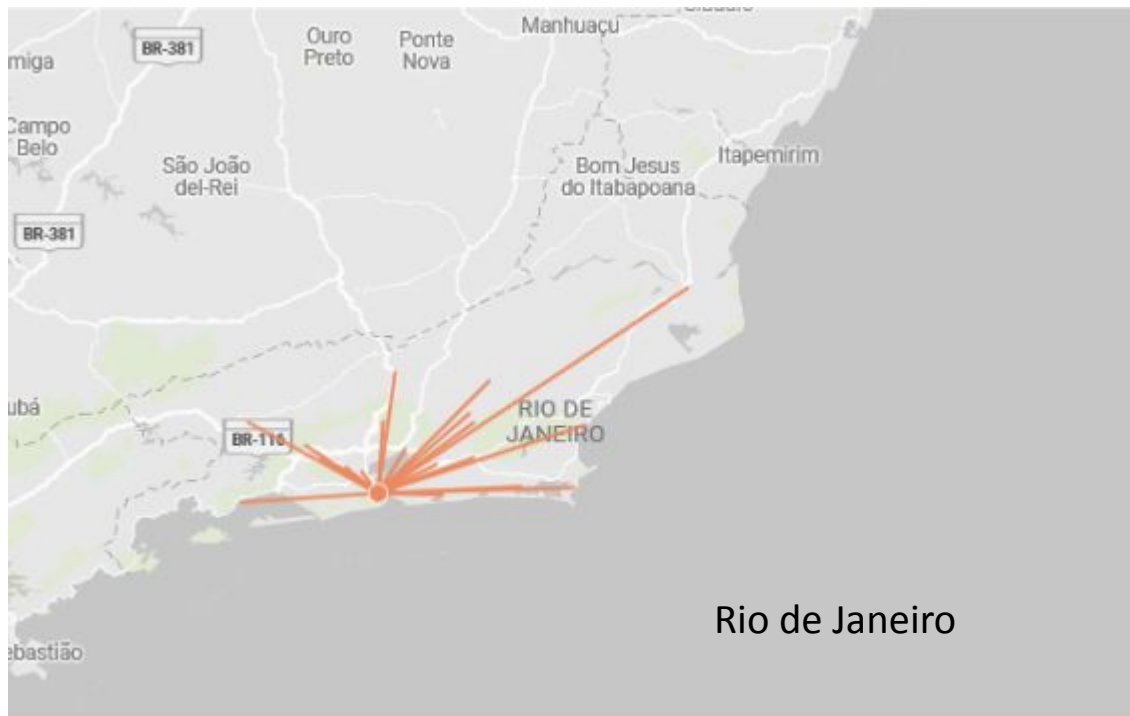 Manhuaçu
BR-381
Ouro
Preto
Ponte
Nova
miga
Campo
Belo
São João
del-Rei
Bom Jesus
do Itabapoana
Itapemirim
BR-381
ubá
BR-116
RIO DE
JANEIRO
Rio de Janeiro
ebastião